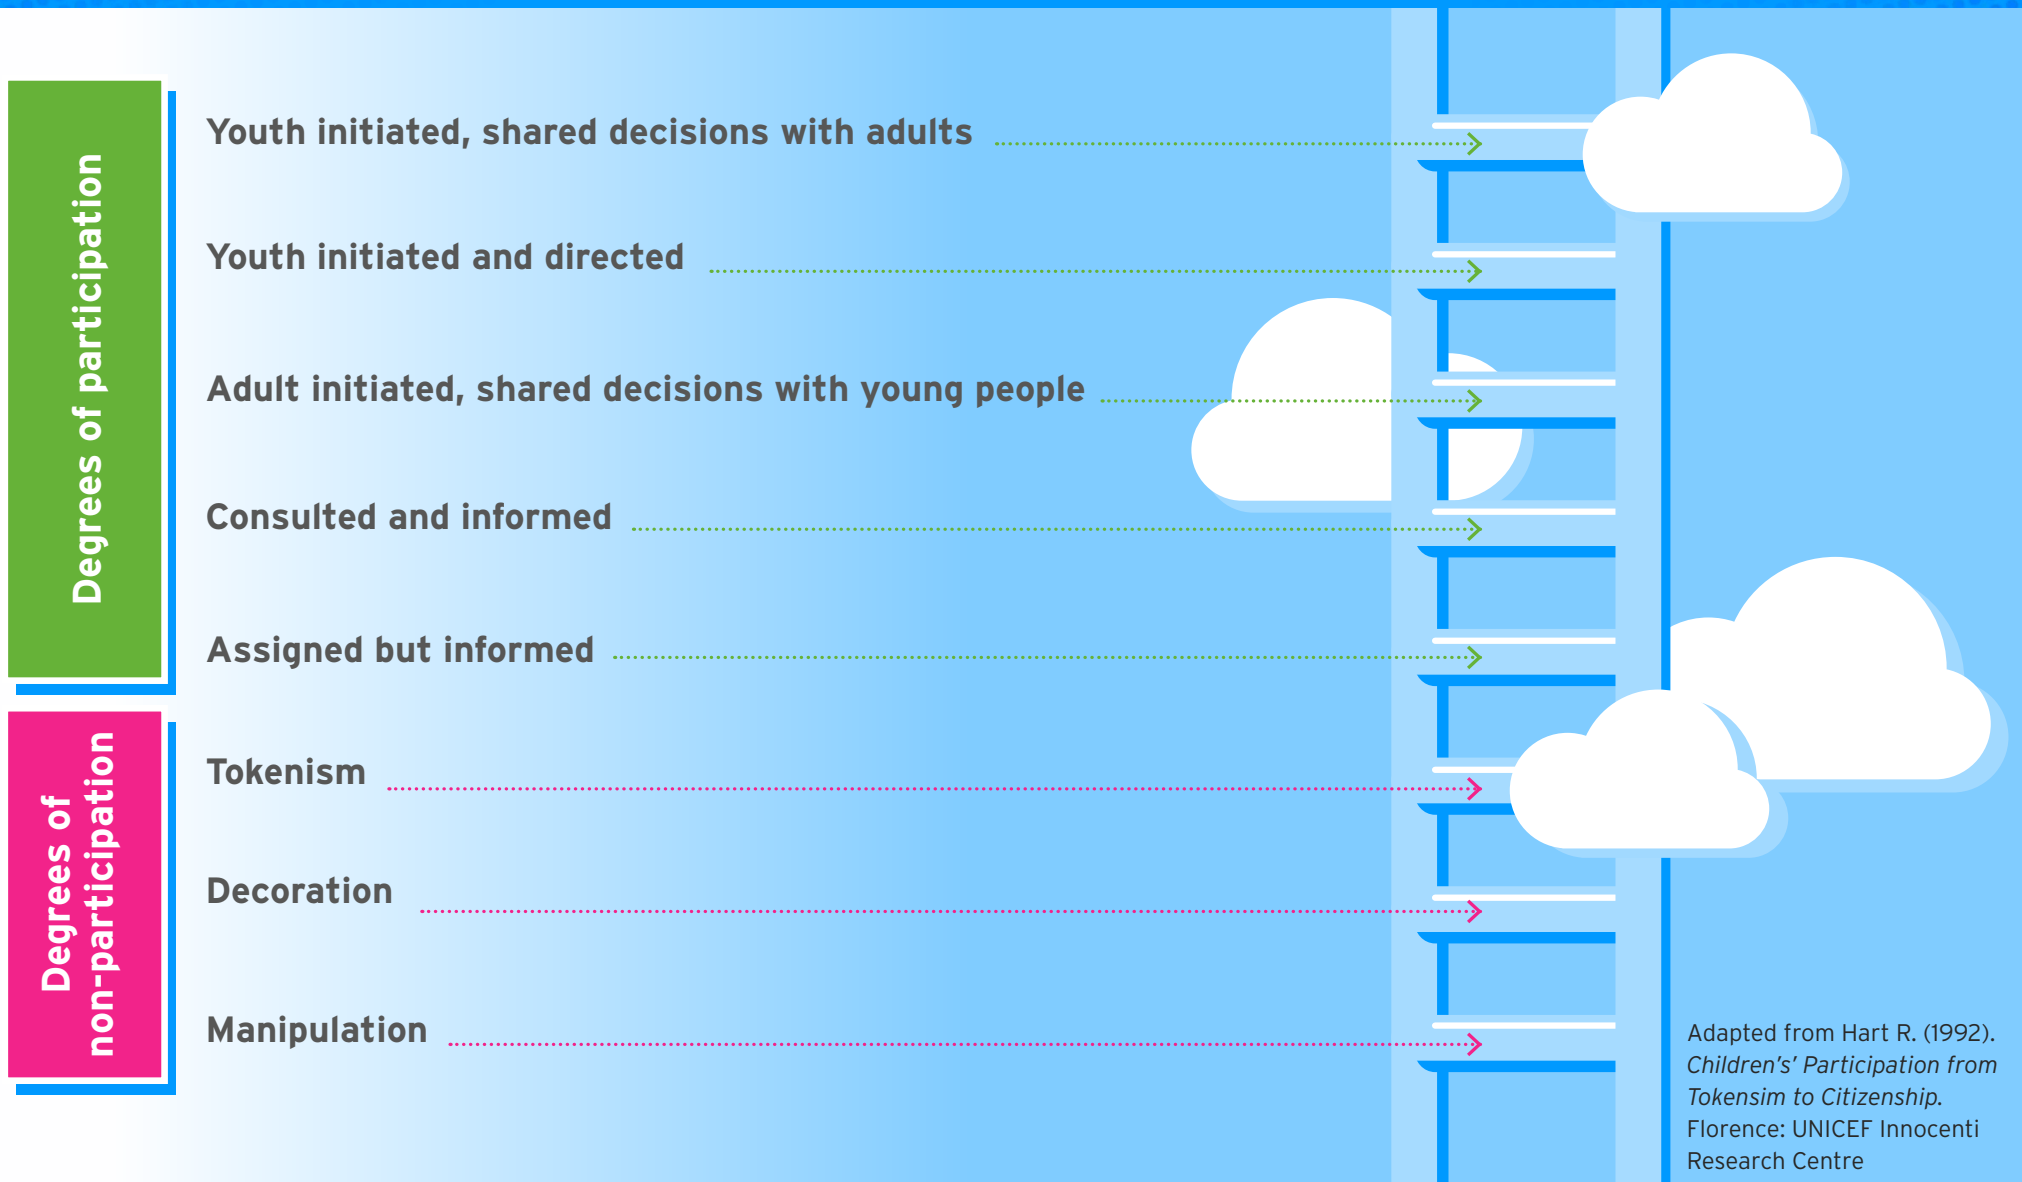 Degrees of participation
Youth initiated, shared decisions with adults
Youth initiated and directed
Adult initiated, shared decisions with young people
Consulted and informed
Assigned but informed
Degrees of
non-participation
Tokenism
Decoration
Manipulation
Adapted from Hart R. (1992).
Children's' Participation from
Tokensim to Citizenship.
Florence: UNICEF Innocenti
Research Centre